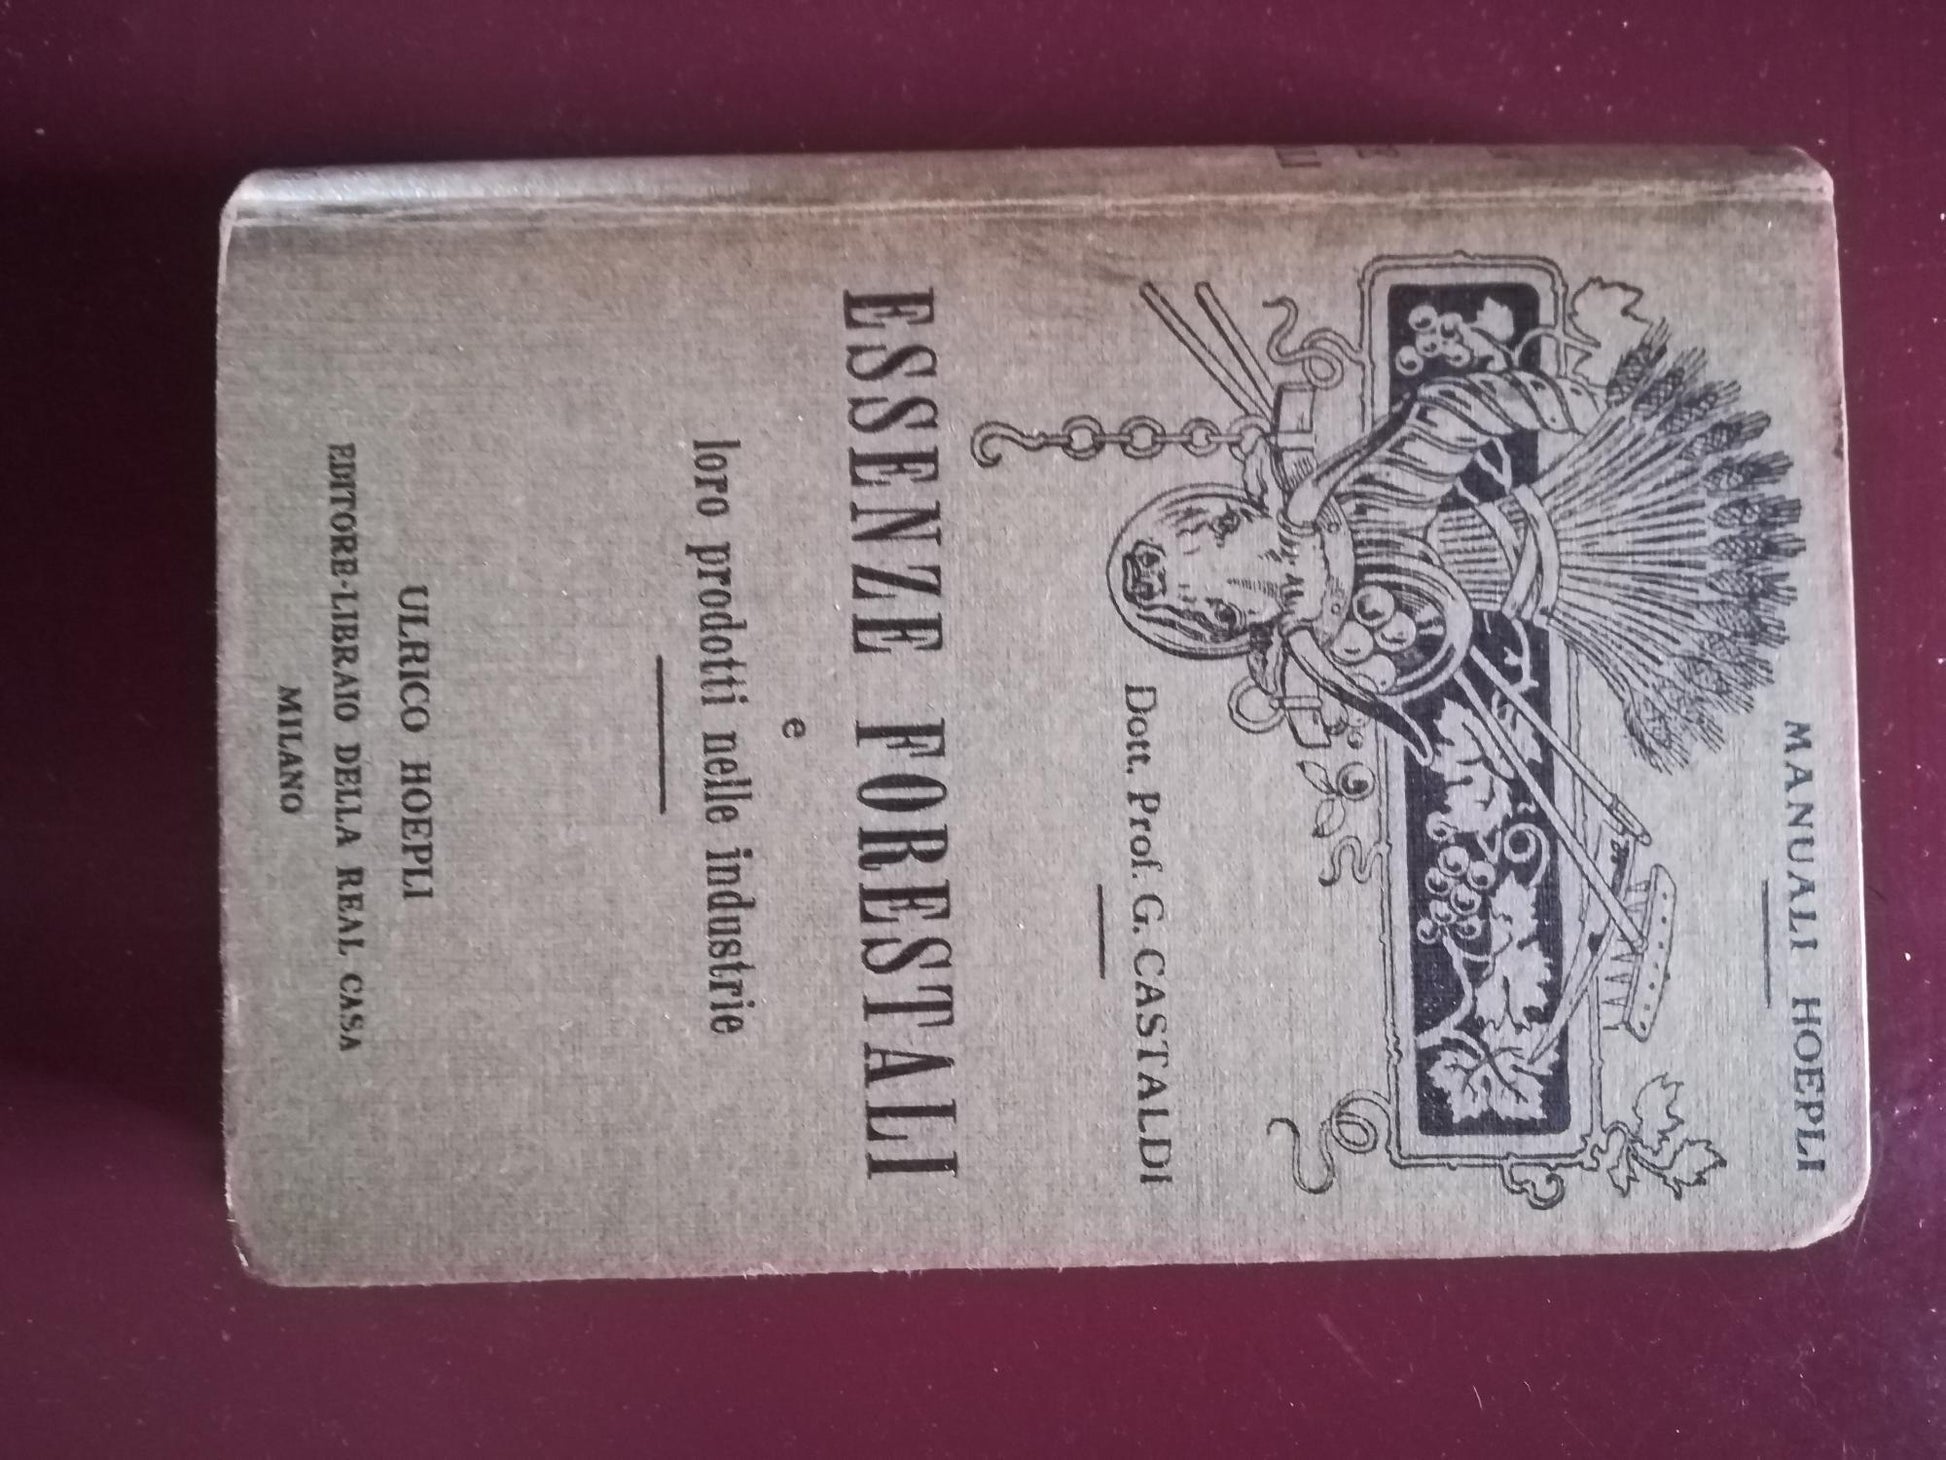 MANUALI HOEPLI
Dott. Prof. G. CASTALDI
ESSENZE FORESTALI
e
loro prodotti nelle industrie
ULRICO HOEPLI
EDITORE-LIBRAIO DELLA REAL CASA
MILANO